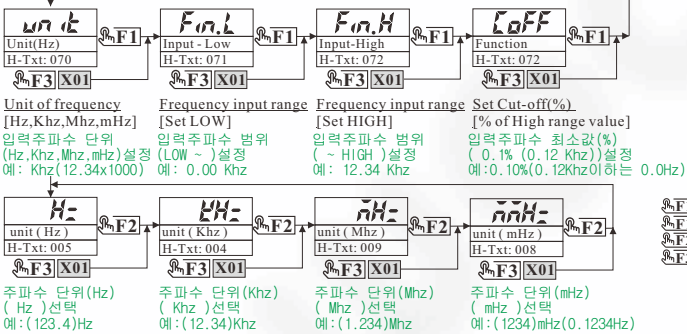 unit
Fin.L
Fin.H
CoFF
Unit(Hz)
F1
Input - Low
F1
Input-High
F1
Function
F1
H-Txt: 070
H-Txt: 071
H-Txt: 072
H-Txt: 072
F3 X01
F3 X01
F3 X01
F3 X01
Unit of frequency
Frequency input range
Frequency input range
Set Cut-off(%)
[Hz,Khz,Mhz,mHz]
[Set LOW]
[Set HIGH]
[% of High range value]
입력주파수 단위
입력주파수 범위
입력주파수 범위
입력주파수 최소값(%)
(Hz,Khz,Mhz,mHz)설정
(LOW ~ )설정
( ~ HIGH )설정
( 0.1% (0.12 Khz))설정
예: Khz(12.34x1000)
예: 0.00 Khz
예: 12.34 Khz
예:0.10%(0.12Khz이하는 0.0Hz)
unit ( Hz )
F2
unit ( Khz )
F2
unit ( Mhz )
F2
unit ( mHz )
F2
H-Txt: 005
H-Txt: 004
H-Txt: 009
H-Txt: 008
F3 X01
F3 X01
F3 X01
F3 X01
주파수 단위(Hz)
주파수 단위(Khz)
주파수 단위(Mhz)
주파수 단위(mHz)
( Hz )선택
( Khz )선택
( Mhz )선택
( mHz )선택
예:(123.4)Hz
예:(12.34)Khz
예:(1.234)Mhz
예:(1234)mHz(0.1234Hz)